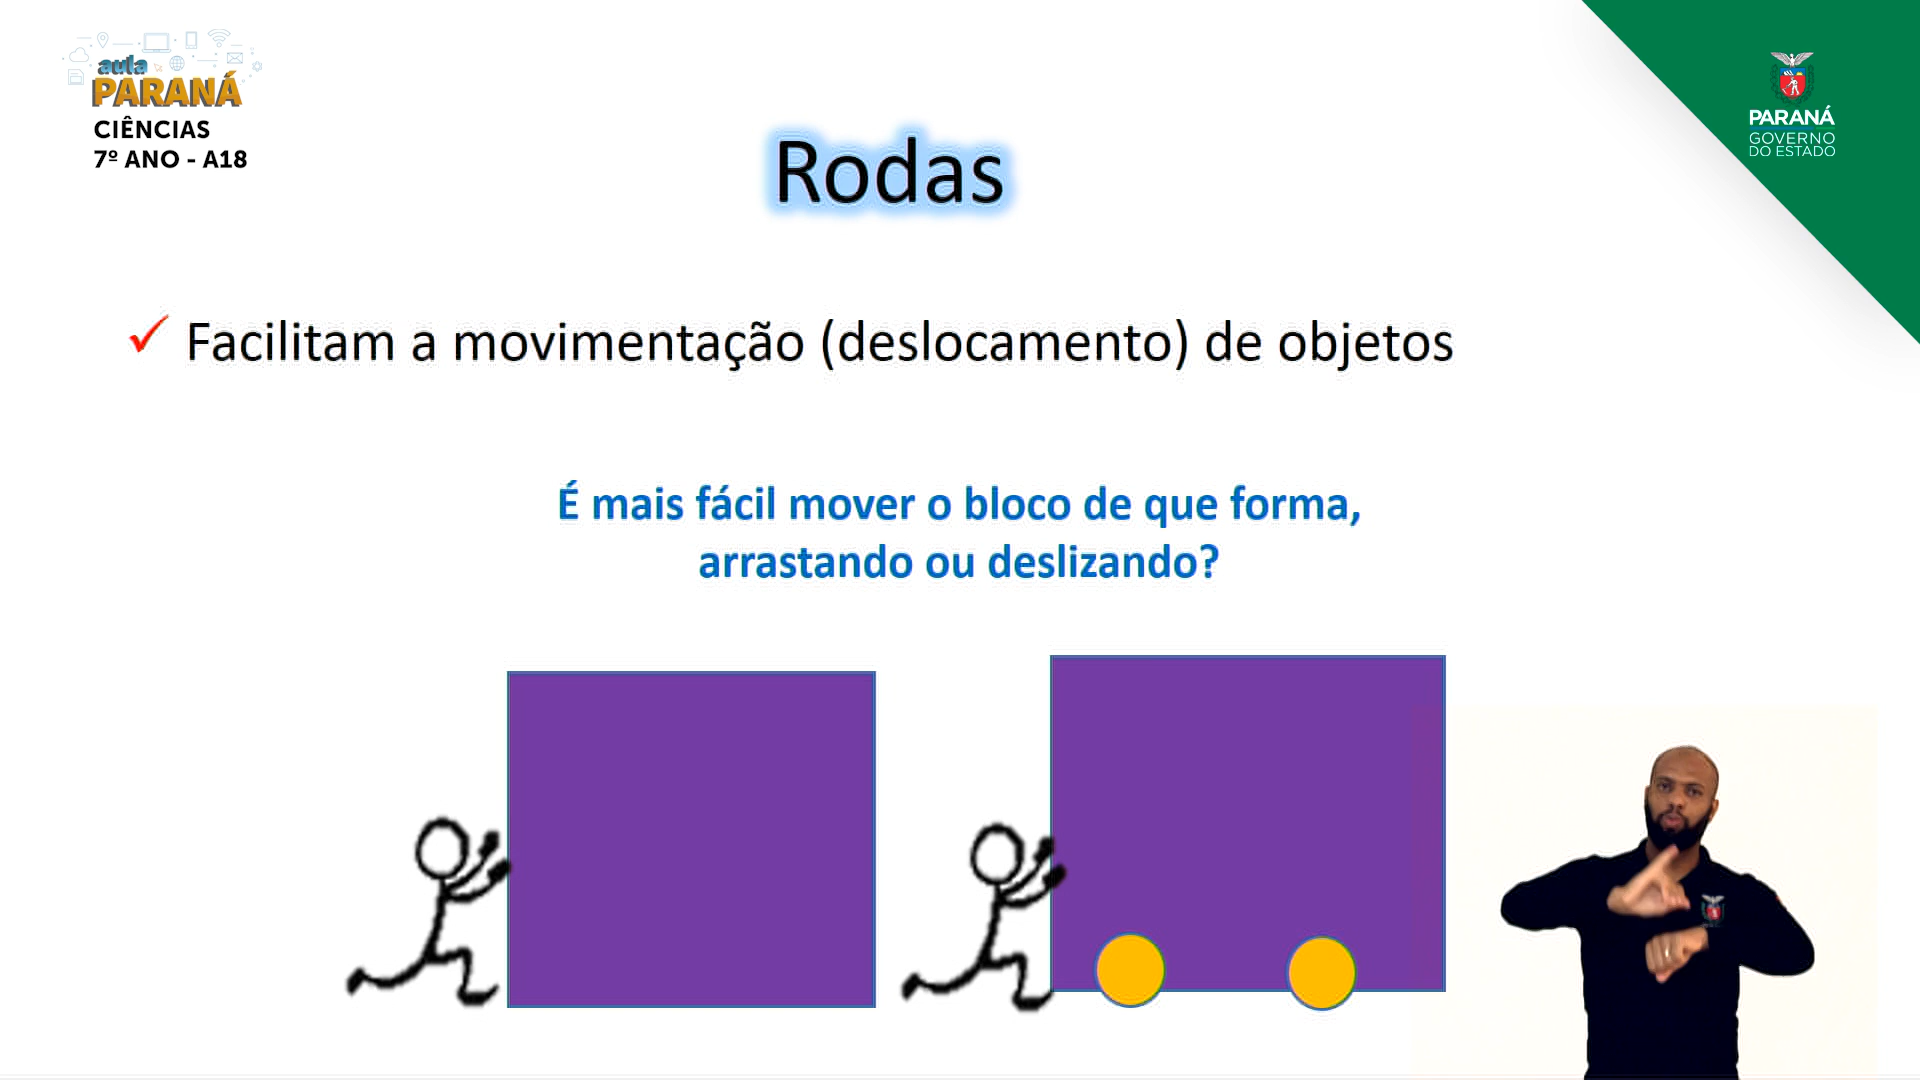 aula
PARANÁ
CIÊNCIAS
7º ANO - A18
PARANÁ
GOVERNO
DO ESTADO
Rodas
✓ Facilitam a movimentação (deslocamento) de objetos
É mais fácil mover o bloco de que forma,
arrastando ou deslizando?